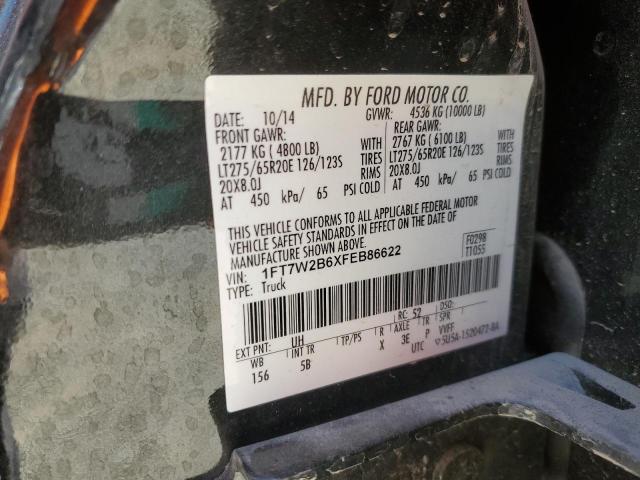 MFD. BY FORD MOTOR CO.
DATE: 10/14 GVWR: 4536 KG (10000 LB)
FRONT GAWR: REAR GAWR:
2177 KG (4800 LB) WITH 2767 KG (6100 LB) WITH
LT275/65R20E 126/123S TIRES LT275/65R20E 126/123S TIRES
20X8.0J RIMS 20X8.0J RIMS
AT 450 kPa/ 65 PSI COLD AT 450 kPa/ 65 PSI COLD
THIS VEHICLE CONFORMS TO ALL APPLICABLE FEDERAL MOTOR
VEHICLE SAFETY STANDARDS IN EFFECT ON THE DATE OF
MANUFACTURE SHOWN ABOVE.
VIN: 1FT7W2B6XFEB86622 F0298
TYPE: Truck T1055
EXT PNT: UH RC: 52 DSO:
WB INT TR TP/PS R AXLE TR SPR
156 5B X 3E P VVFF
UTC 5U5A-1520472-BA